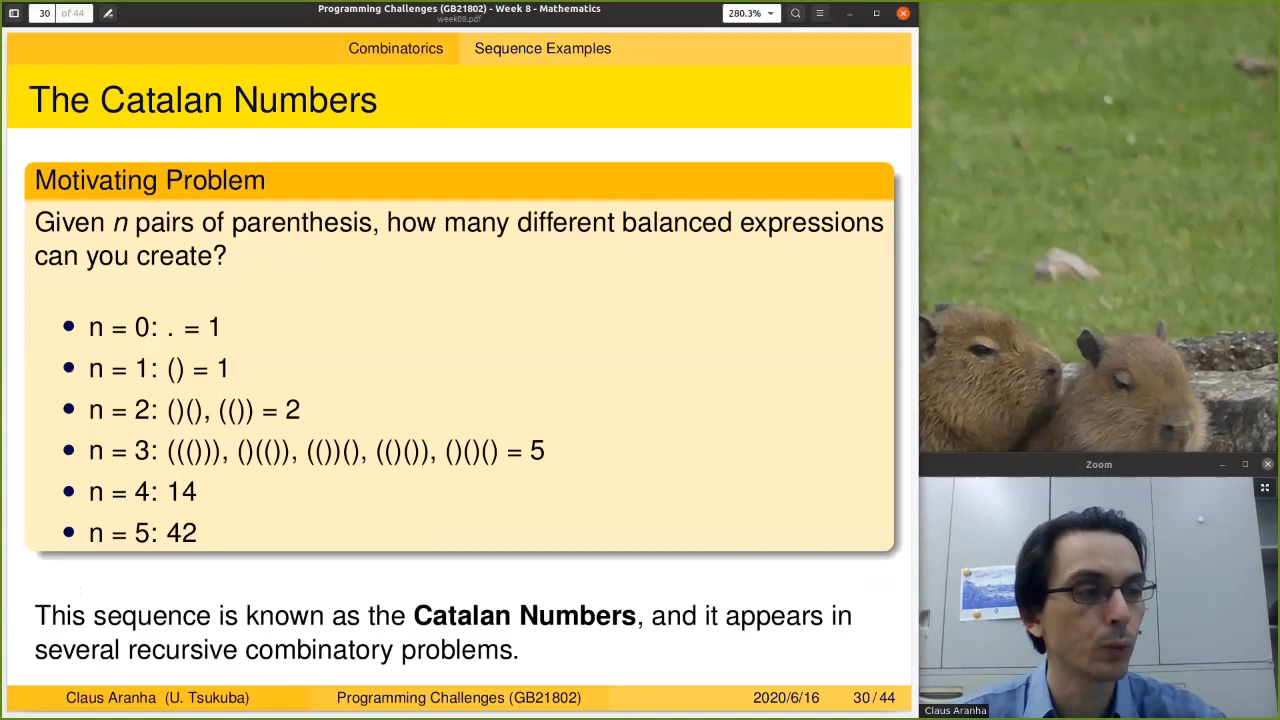 30 of 44
Programming Challenges (GB21802) - Week 8 - Mathematics
week08.pdf
280.3%
Combinatorics Sequence Examples
The Catalan Numbers
Motivating Problem
Given n pairs of parenthesis, how many different balanced expressions
can you create?
• n = 0: . = 1
• n = 1: () = 1
• n = 2: ()(), (()) = 2
• n = 3: ((())), ()(()), (())(), (()()), ()()() = 5
• n = 4: 14
• n = 5: 42
This sequence is known as the Catalan Numbers, and it appears in
several recursive combinatory problems.
Claus Aranha (U. Tsukuba) Programming Challenges (GB21802) 2020/6/16 30 / 44
Zoom
Claus Aranha